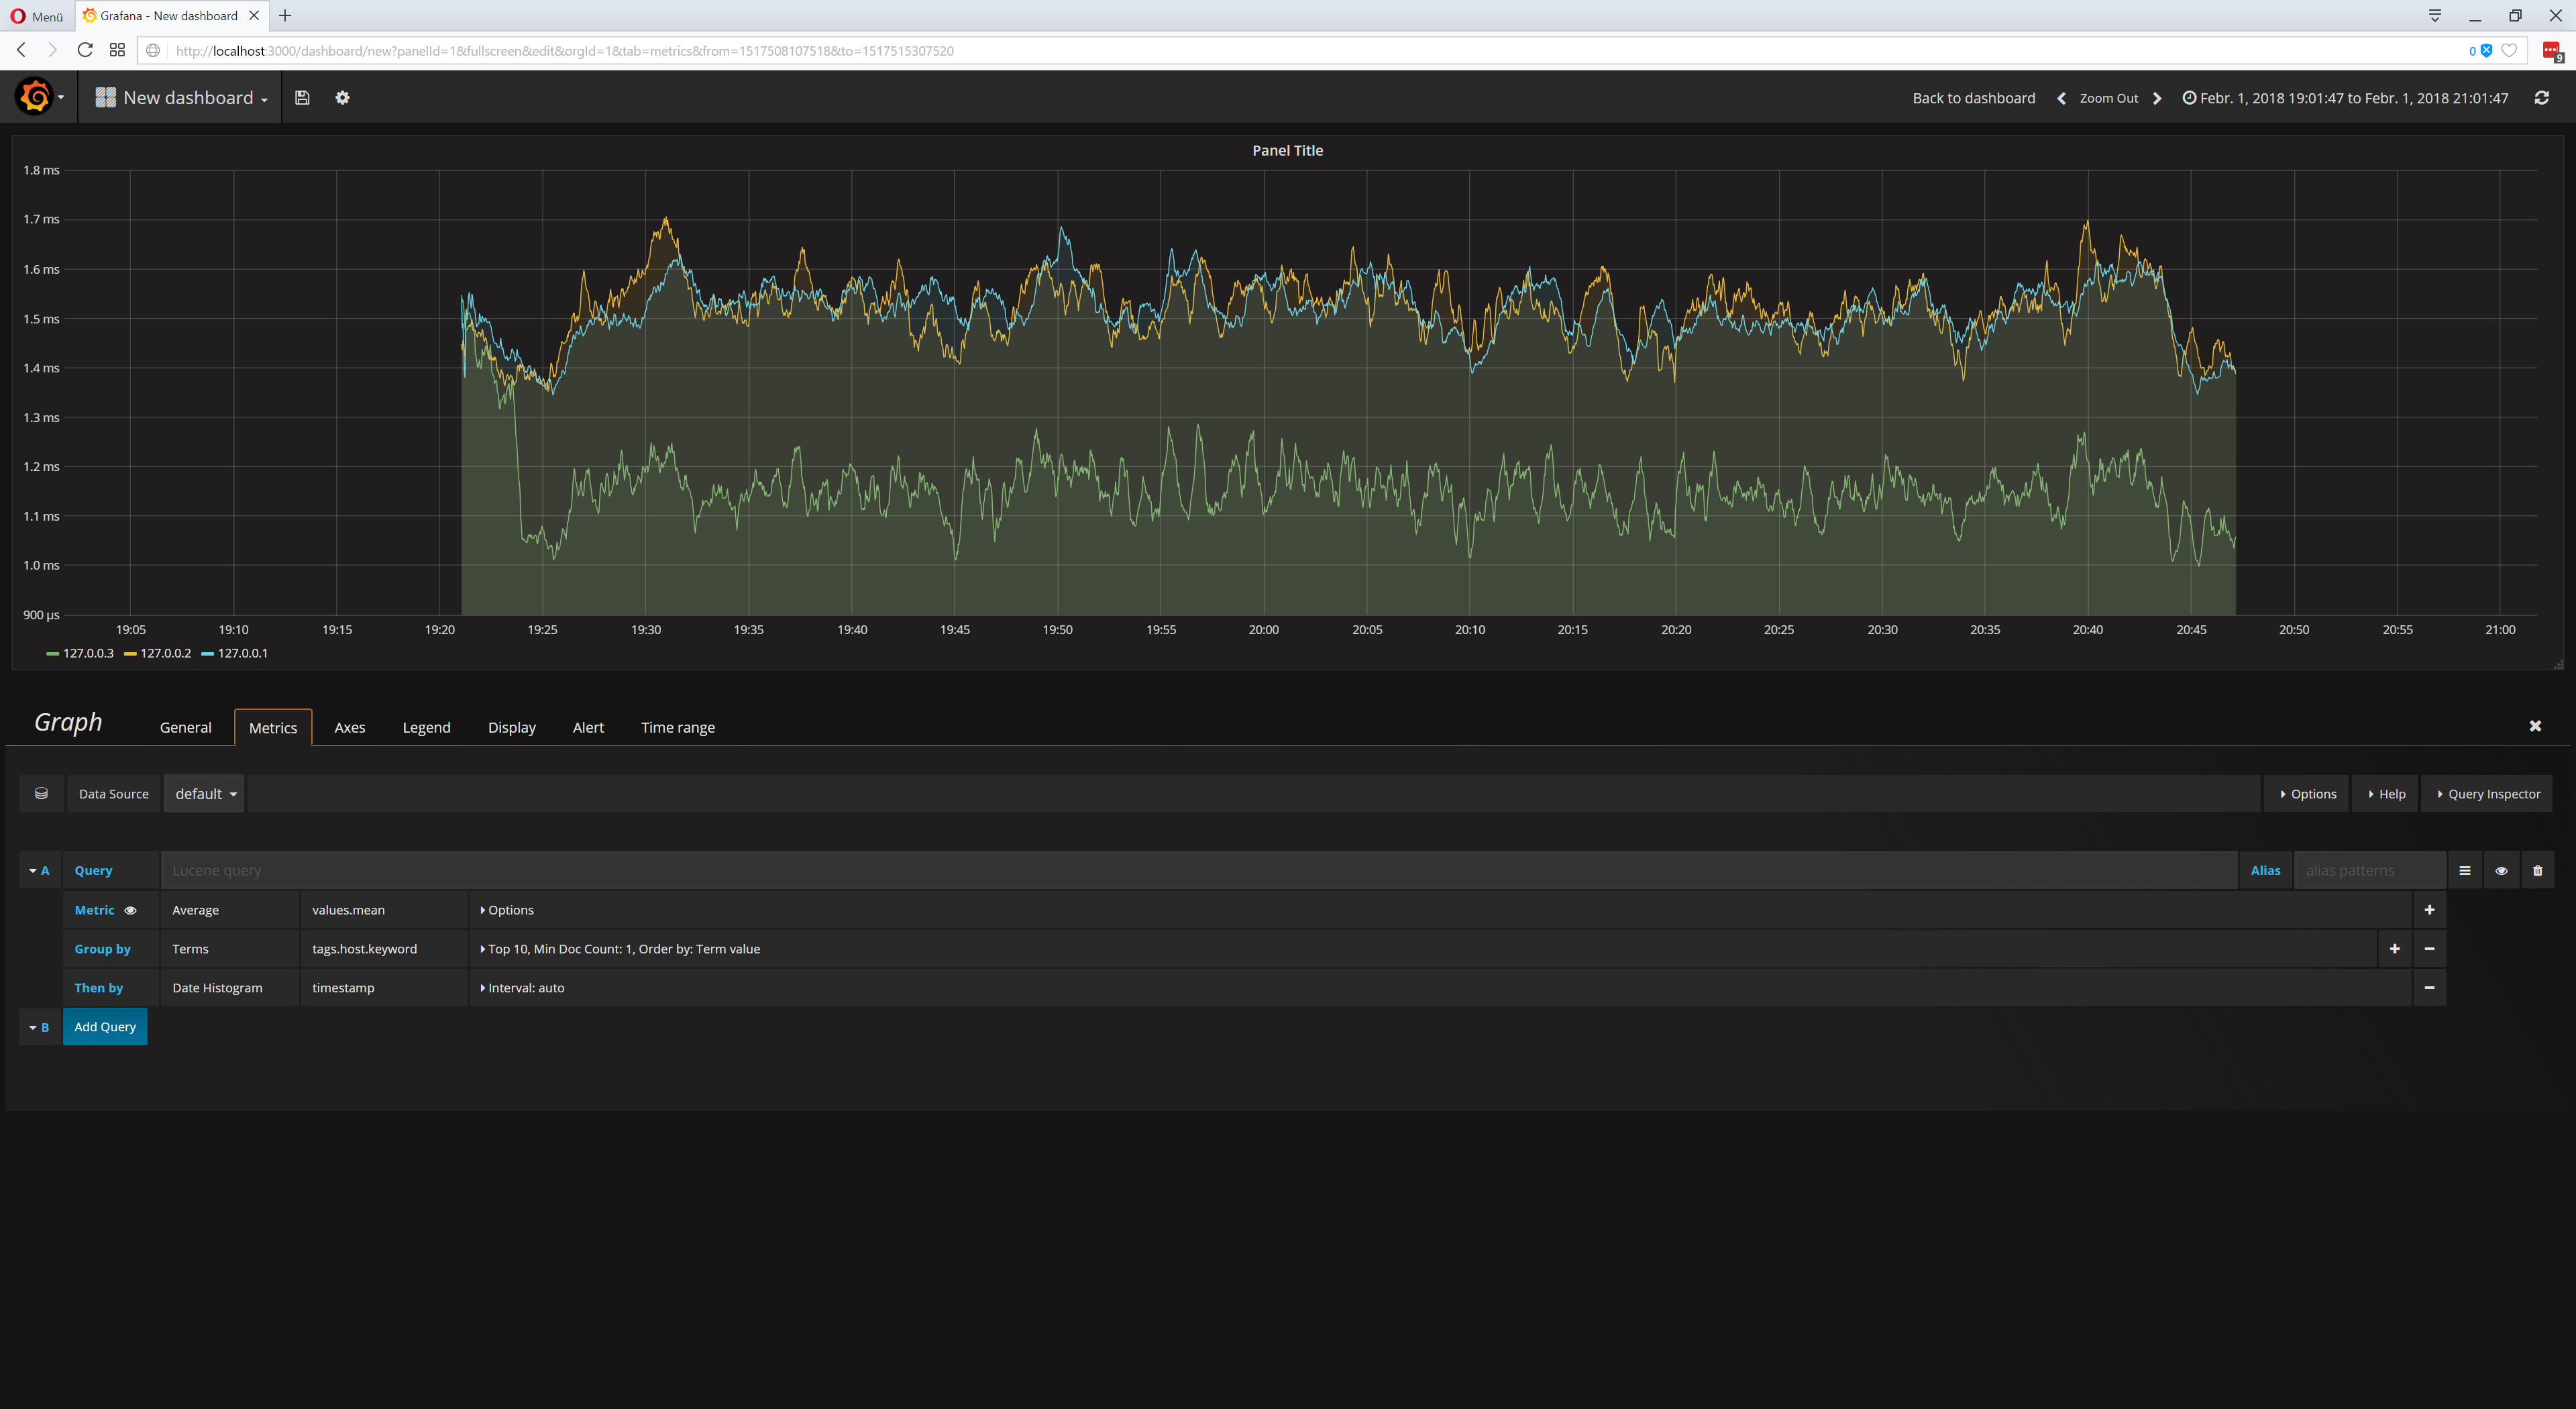 Menü
Grafana - New dashboard
http://localhost:3000/dashboard/new?panelId=1&fullscreen&edit&orgId=1&tab=metrics&from=1517508107518&to=1517515307520
0
9
New dashboard
Back to dashboard Zoom Out Febr. 1, 2018 19:01:47 to Febr. 1, 2018 21:01:47
Panel Title
1.8 ms
1.7 ms
1.6 ms
1.5 ms
1.4 ms
1.3 ms
1.2 ms
1.1 ms
1.0 ms
900 µs
19:05 19:10 19:15 19:20 19:25 19:30 19:35 19:40 19:45 19:50 19:55 20:00 20:05 20:10 20:15 20:20 20:25 20:30 20:35 20:40 20:45 20:50 20:55 21:00
127.0.0.3 127.0.0.2 127.0.0.1
Graph General Metrics Axes Legend Display Alert Time range
Data Source default Options Help Query Inspector
A Query Lucene query Alias alias patterns
Metric Average values.mean Options
Group by Terms tags.host.keyword Top 10, Min Doc Count: 1, Order by: Term value
Then by Date Histogram timestamp Interval: auto
B Add Query